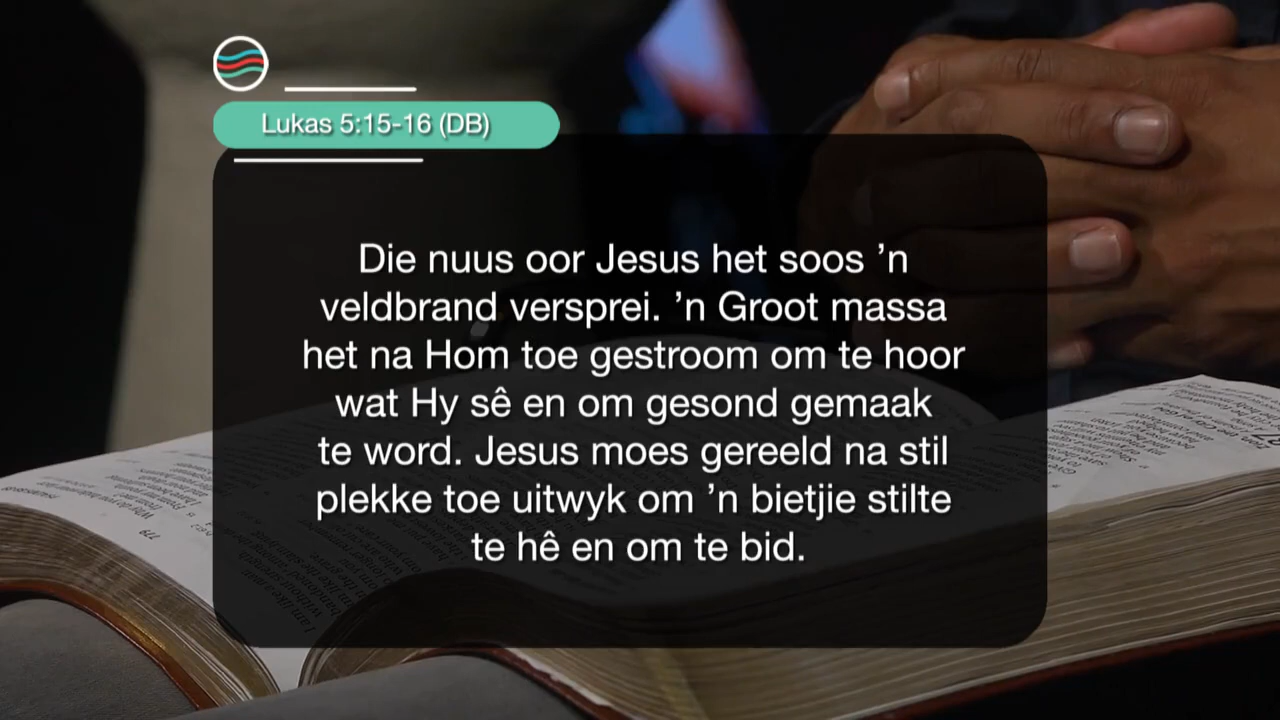 Lukas 5:15-16 (DB)
Die nuus oor Jesus het soos ’n
veldbrand versprei. ’n Groot massa
het na Hom toe gestroom om te hoor
wat Hy sê en om gesond gemaak
te word. Jesus moes gereeld na stil
plekke toe uitwyk om ’n bietjie stilte
te hê en om te bid.